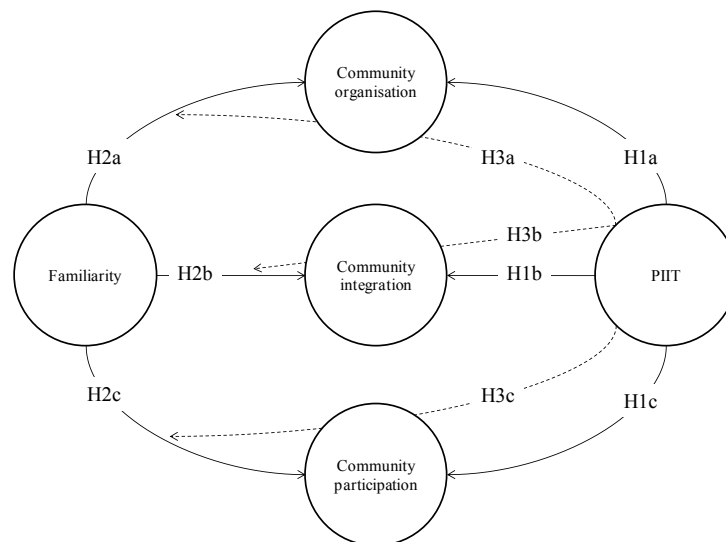 Community
organisation
H2a
H3a
H1a
H3b
Familiarity
H2b
Community
integration
H1b
PIIT
H2c
H3c
H1c
Community
participation